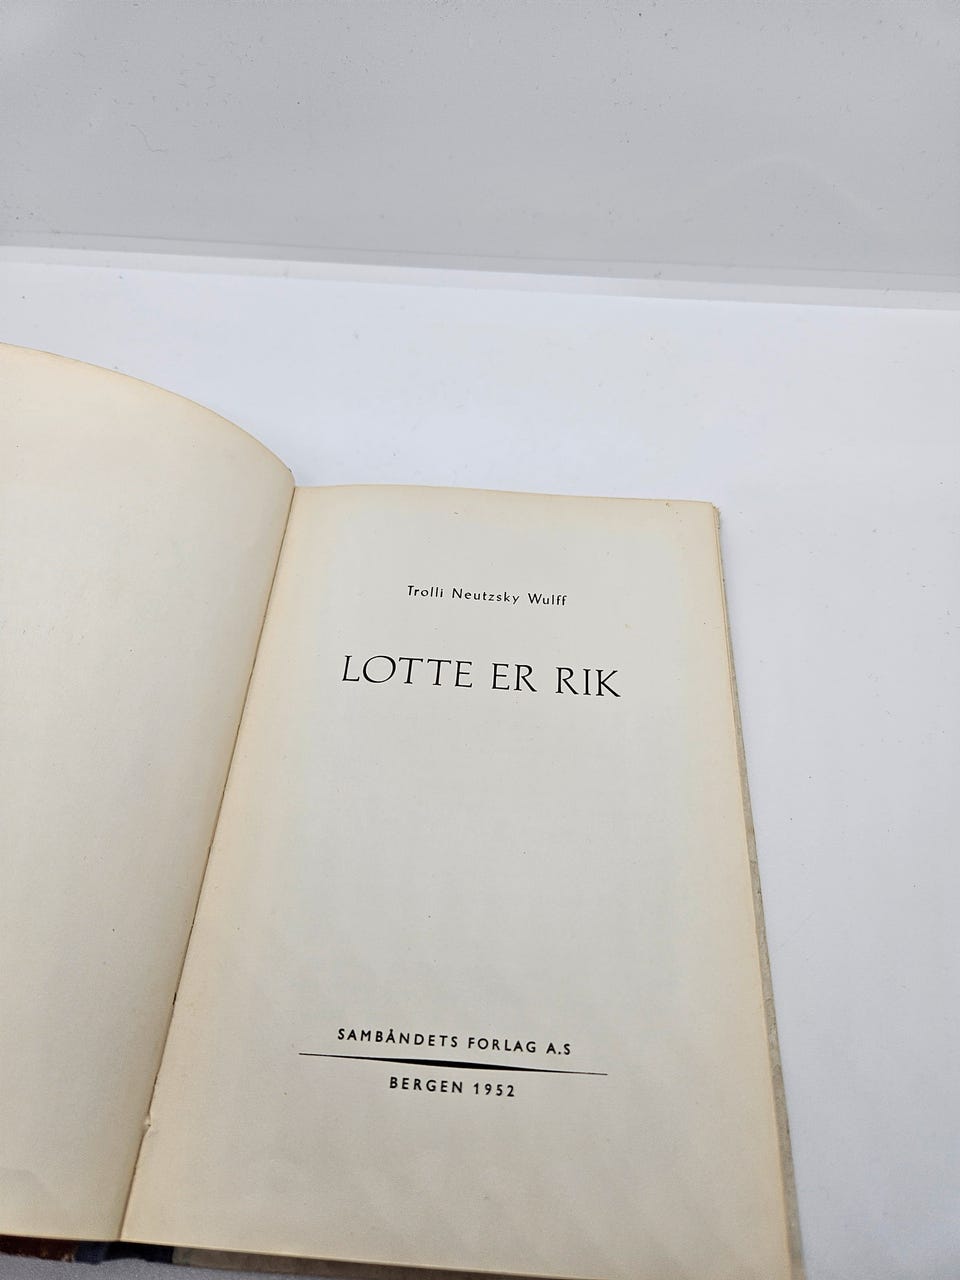 Trolli Neutzsky Wulff
LOTTE ER RIK
SAMBÅNDETS FORLAG A.S
BERGEN 1952